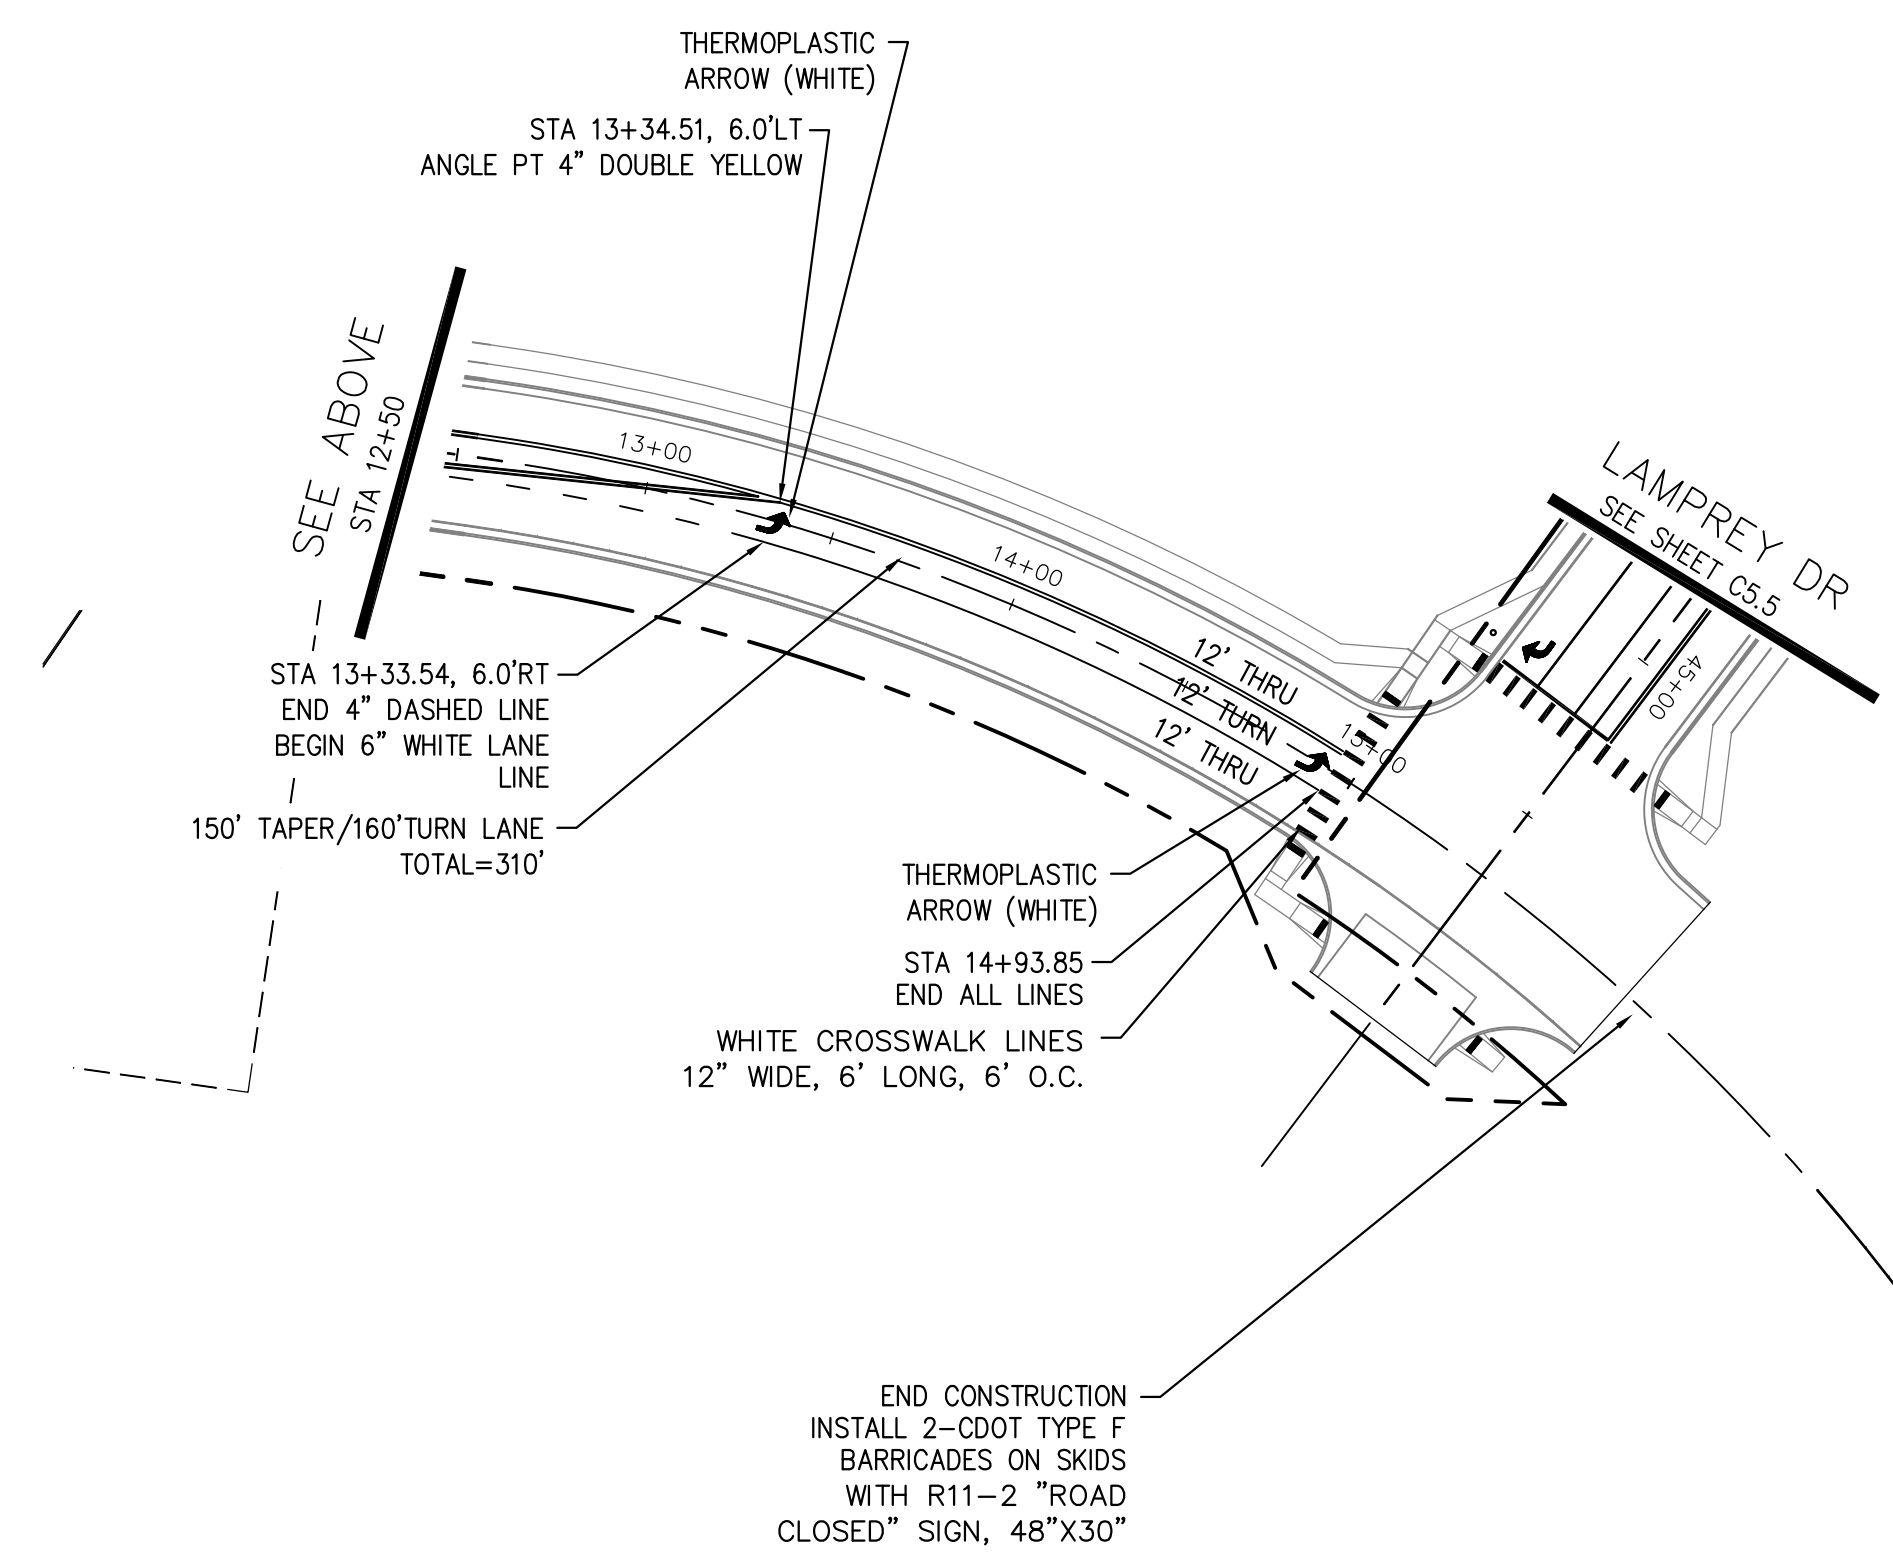 THERMOPLASTIC
ARROW (WHITE)
STA 13+34.51, 6.0'LT
ANGLE PT 4" DOUBLE YELLOW
SEE ABOVE
STA 12+50
13+00
14+00
15+00
LAMPREY DR
SEE SHEET C5.5
45+00
12' THRU
12' TURN
12' THRU
STA 13+33.54, 6.0'RT
END 4" DASHED LINE
BEGIN 6" WHITE LANE
LINE
150' TAPER/160'TURN LANE
TOTAL=310'
THERMOPLASTIC
ARROW (WHITE)
STA 14+93.85
END ALL LINES
WHITE CROSSWALK LINES
12" WIDE, 6' LONG, 6' O.C.
END CONSTRUCTION
INSTALL 2-CDOT TYPE F
BARRICADES ON SKIDS
WITH R11-2 "ROAD
CLOSED" SIGN, 48"X30"